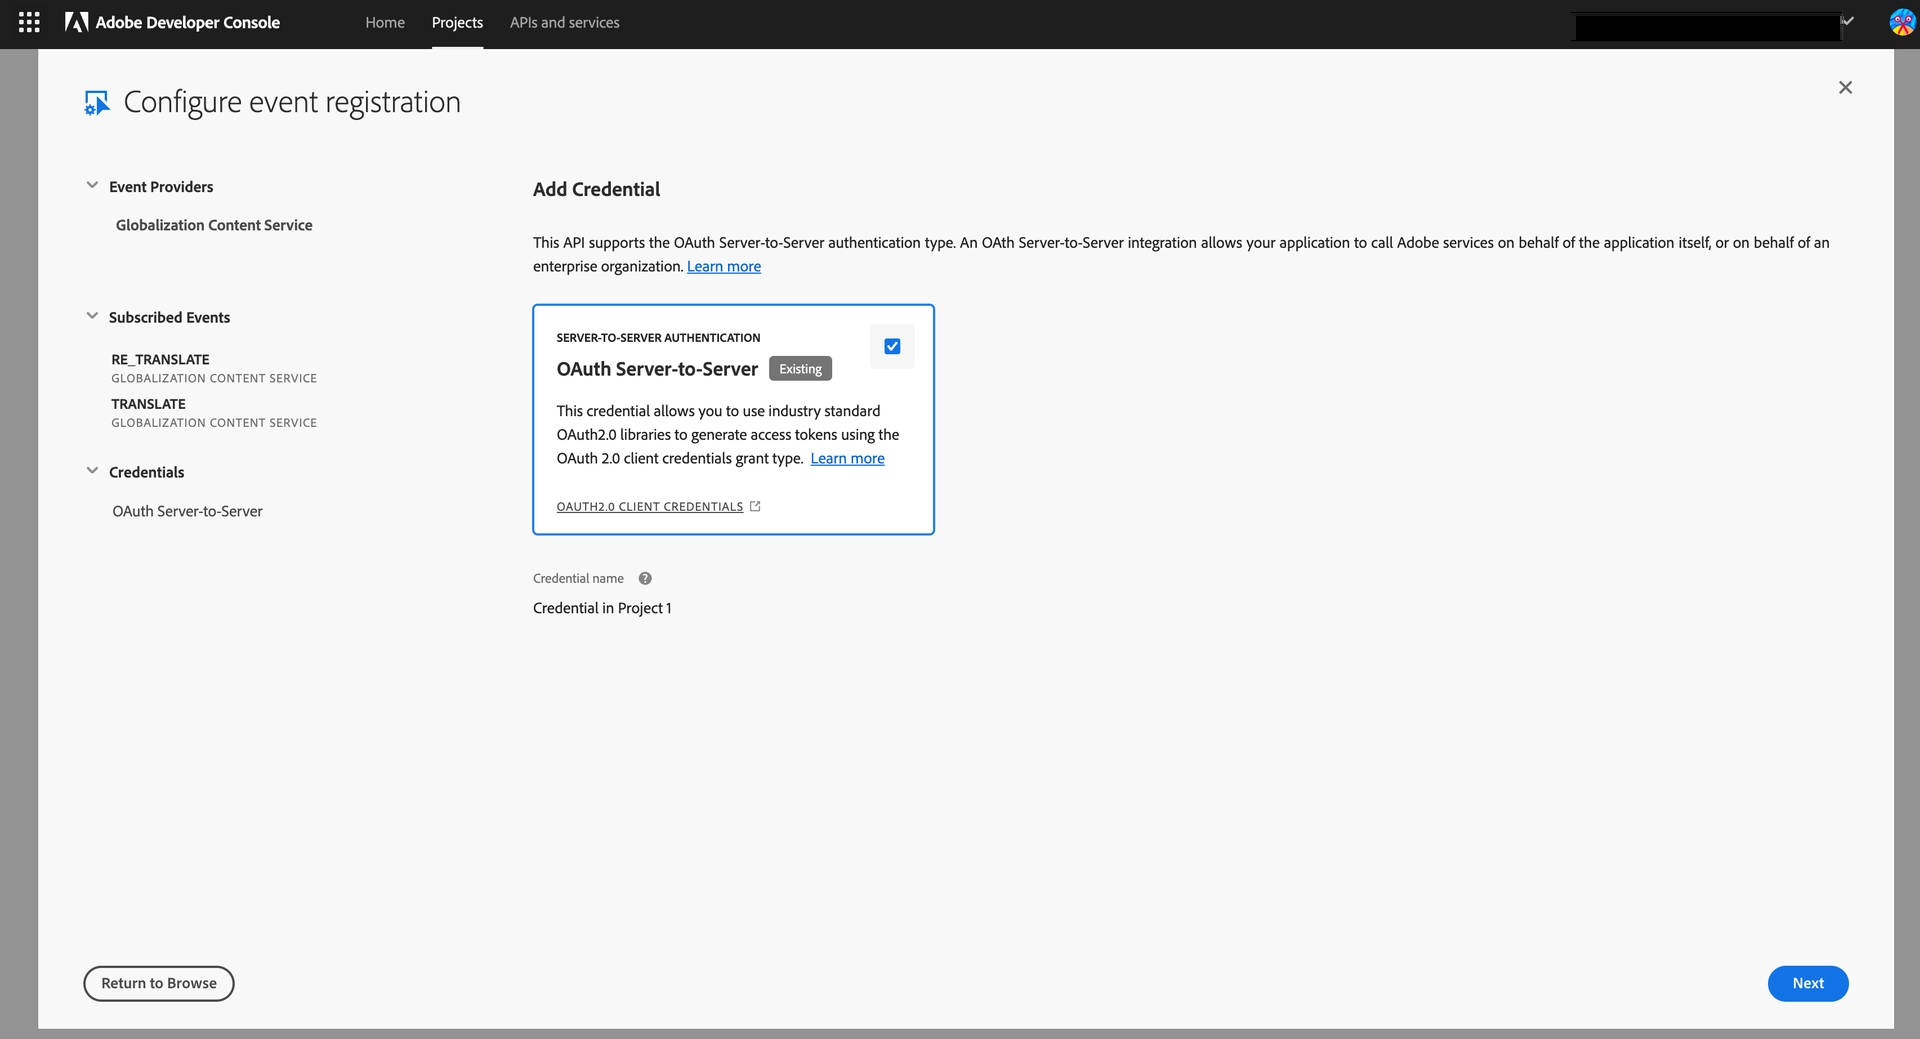 Adobe Developer Console
Home
Projects
APIs and services
Configure event registration
Event Providers
Globalization Content Service
Subscribed Events
RE_TRANSLATE
GLOBALIZATION CONTENT SERVICE
TRANSLATE
GLOBALIZATION CONTENT SERVICE
Credentials
OAuth Server-to-Server
Add Credential
This API supports the OAuth Server-to-Server authentication type. An OAth Server-to-Server integration allows your application to call Adobe services on behalf of the application itself, or on behalf of an
enterprise organization. Learn more
SERVER-TO-SERVER AUTHENTICATION
OAuth Server-to-Server Existing
This credential allows you to use industry standard
OAuth2.0 libraries to generate access tokens using the
OAuth 2.0 client credentials grant type. Learn more
OAUTH2.0 CLIENT CREDENTIALS
Credential name
Credential in Project 1
Return to Browse
Next